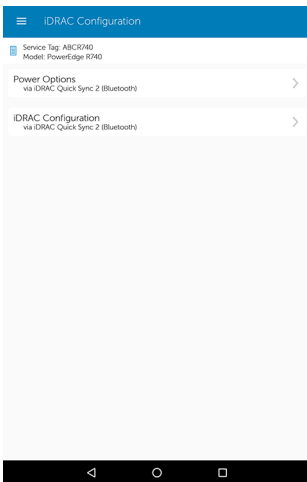 iDRAC Configuration
Service Tag: ABCR740
Model: PowerEdge R740
Power Options
via iDRAC Quick Sync 2 (Bluetooth)
iDRAC Configuration
via iDRAC Quick Sync 2 (Bluetooth)